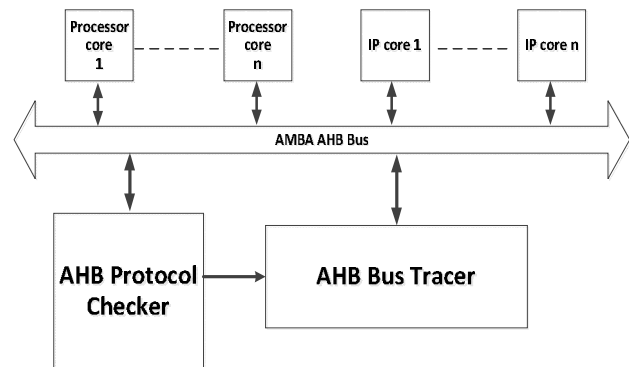 Processor
core
1
Processor
core
n
IP core 1
IP core n
AMBA AHB Bus
AHB Protocol
Checker
AHB Bus Tracer